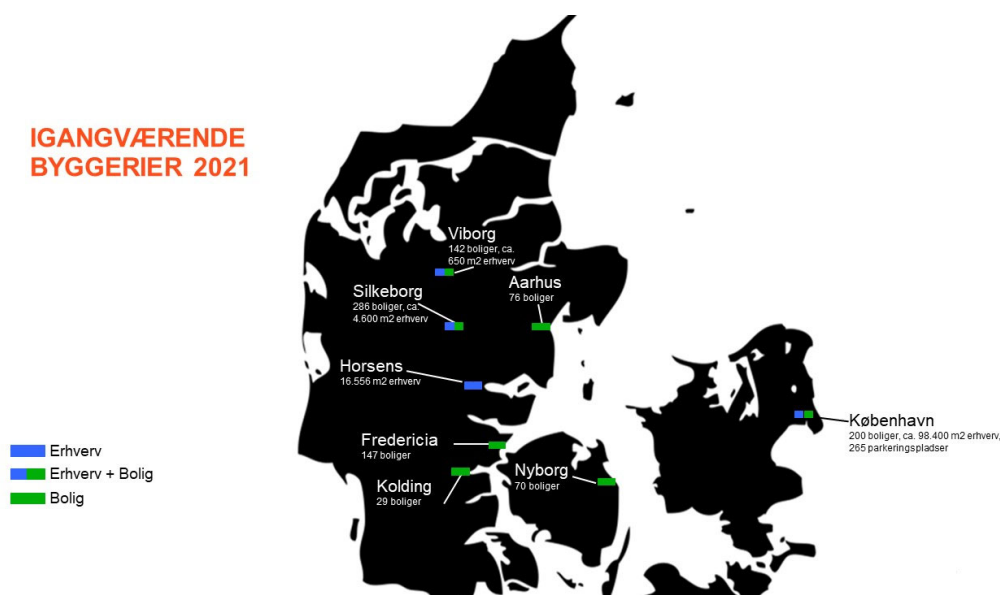 IGANGVÆRENDE
BYGGERIER 2021
Viborg
142 boliger, ca.
650 m2 erhverv
Aarhus
76 boliger
Silkeborg
286 boliger, ca.
4.600 m2 erhverv
Horsens
16.556 m2 erhverv
København
200 boliger, ca. 98.400 m2 erhverv,
265 parkeringspladser
Fredericia
147 boliger
Nyborg
70 boliger
Kolding
29 boliger
Erhverv
Erhverv + Bolig
Bolig